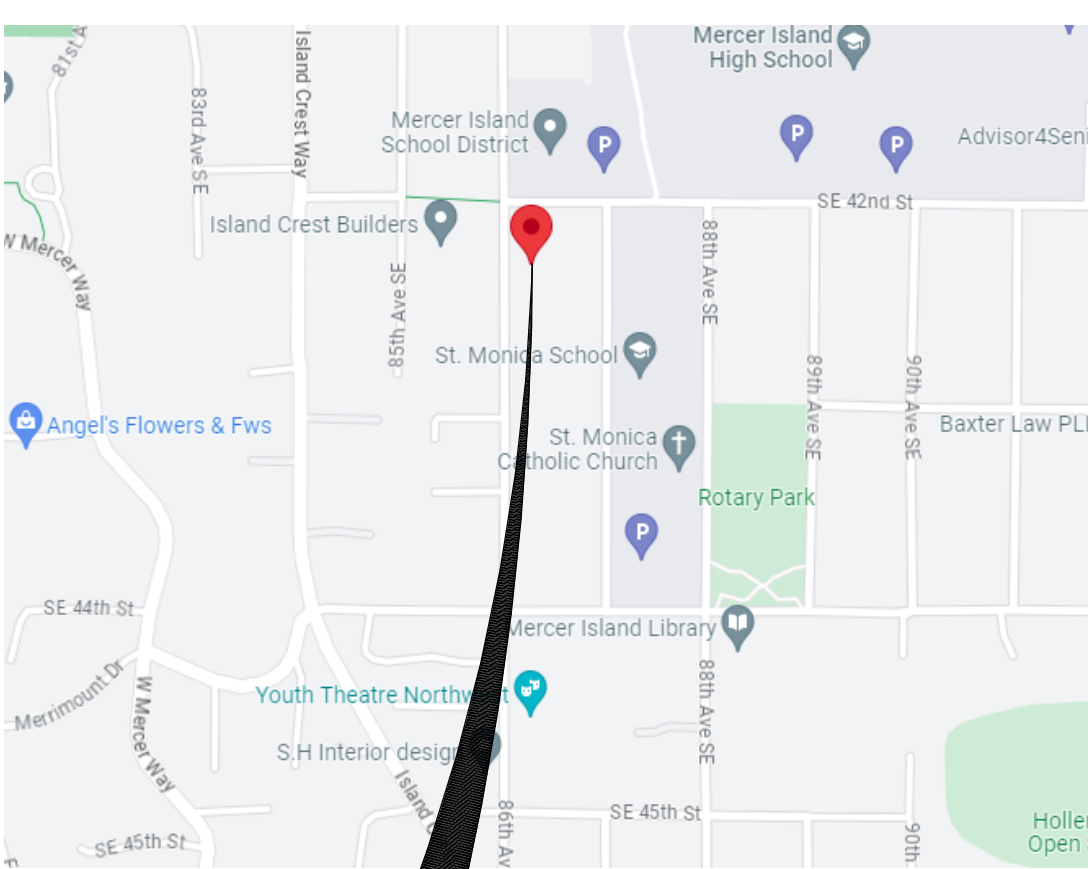 Mercer Island
High School
81st A
Island Crest Way
83rd Ave SE
Mercer Island
School District
P
P
P
Advisor4Seni
SE 42nd St
Island Crest Builders
W Mercer Way
88th Ave SE
85th Ave SE
St. Monica School
89th Ave SE
90th Ave SE
Angel's Flowers & Fws
Baxter Law PLL
St. Monica
Catholic Church
Rotary Park
P
SE 44th St
Mercer Island Library
Merrimount Dr
W Mercer Way
Youth Theatre Northw t
88th Ave SE
S.H Interior design
Island C
86th Av
SE 45th St
SE 45th St
90th
Holler
Open S